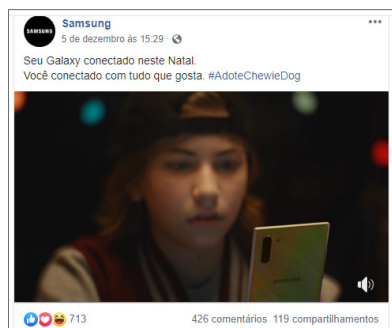 SAMSUNG
Samsung
5 de dezembro às 15:29 ·
Seu Galaxy conectado neste Natal.
Você conectado com tudo que gosta. #AdoteChewieDog
SAMSUNG
713
426 comentários 119 compartilhamentos